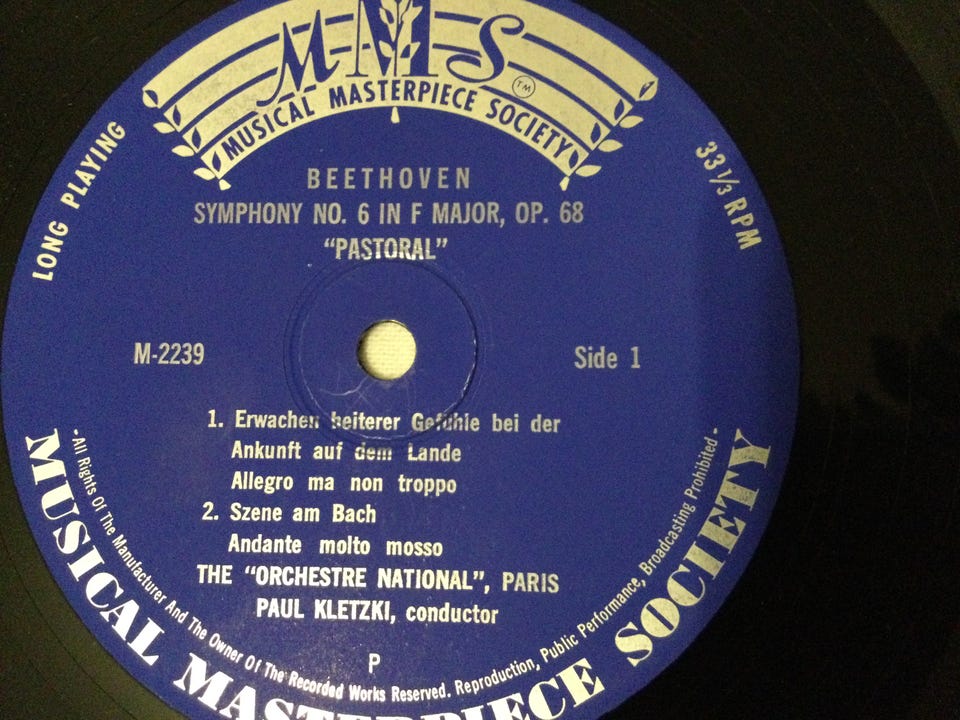 MMS
TM
MUSICAL MASTERPIECE SOCIETY
LONG PLAYING
33 1/3 RPM
BEETHOVEN
SYMPHONY NO. 6 IN F MAJOR, OP. 68
“PASTORAL”
M-2239
Side 1
1. Erwachen heiterer Gefühle bei der
Ankunft auf dem Lande
Allegro ma non troppo
2. Szene am Bach
Andante molto mosso
THE “ORCHESTRE NATIONAL”, PARIS
PAUL KLETZKI, conductor
P
- All Rights Of The Manufacturer And The Owner Of The Recorded Works Reserved. Reproduction, Public Performance, Broadcasting Prohibited -
MUSICAL MASTERPIECE SOCIETY